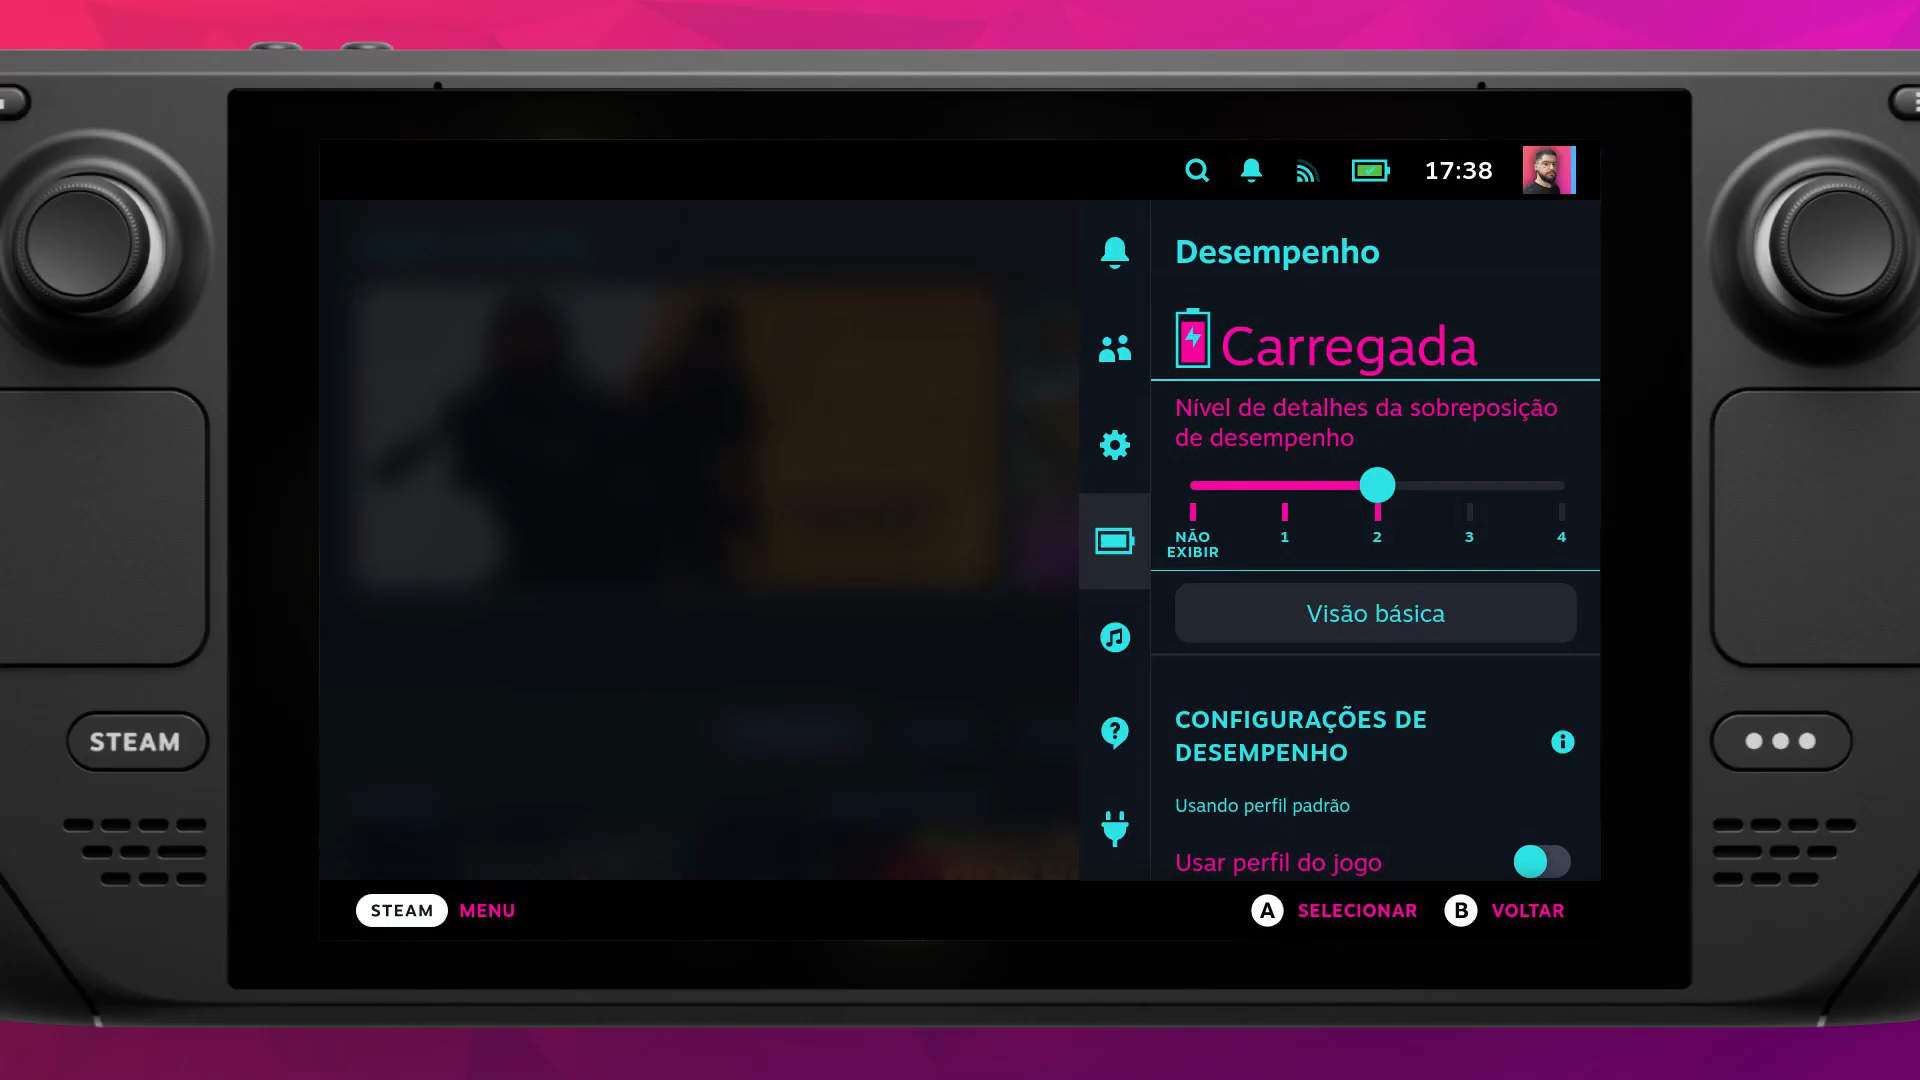 17:38
Desempenho
Carregada
Nível de detalhes da sobreposição
de desempenho
NÃO
EXIBIR
1
2
3
4
Visão básica
CONFIGURAÇÕES DE
DESEMPENHO
Usando perfil padrão
Usar perfil do jogo
STEAM
STEAM MENU
A SELECIONAR
B VOLTAR